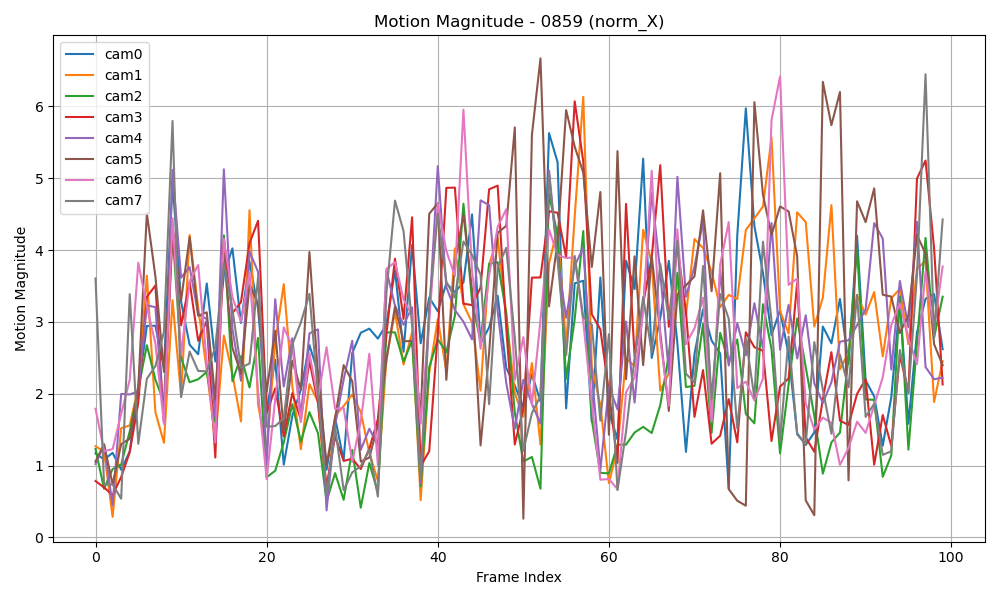 Motion Magnitude - 0859 (norm_X)
cam0
cam1
cam2
cam3
cam4
cam5
cam6
cam7
Motion Magnitude
6
5
4
3
2
1
0
0 20 40 60 80 100
Frame Index